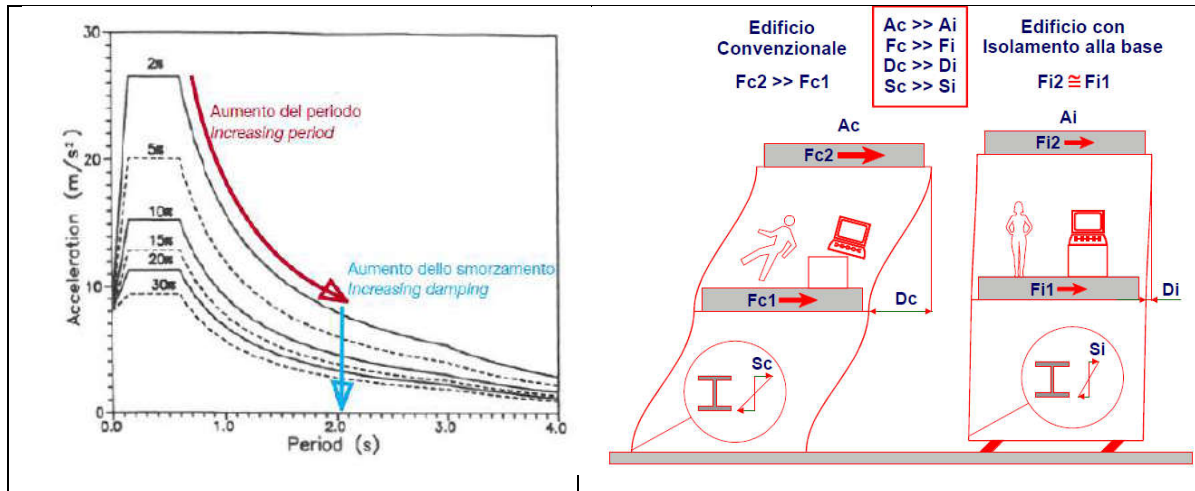 30
20
10
0
Acceleration (m/s²)
2%
5%
10%
15%
20%
30%
Aumento del periodo
Increasing period
Aumento dello smorzamento
Increasing damping
0.0
1.0
2.0
3.0
4.0
Period (s)
Edificio
Convenzionale
Fc2 >> Fc1
Ac >> Ai
Fc >> Fi
Dc >> Di
Sc >> Si
Edificio con
Isolamento alla base
Fi2 ≅ Fi1
Ac
Fc2
Fc1
Dc
Sc
Ai
Fi2
Fi1
Di
Si